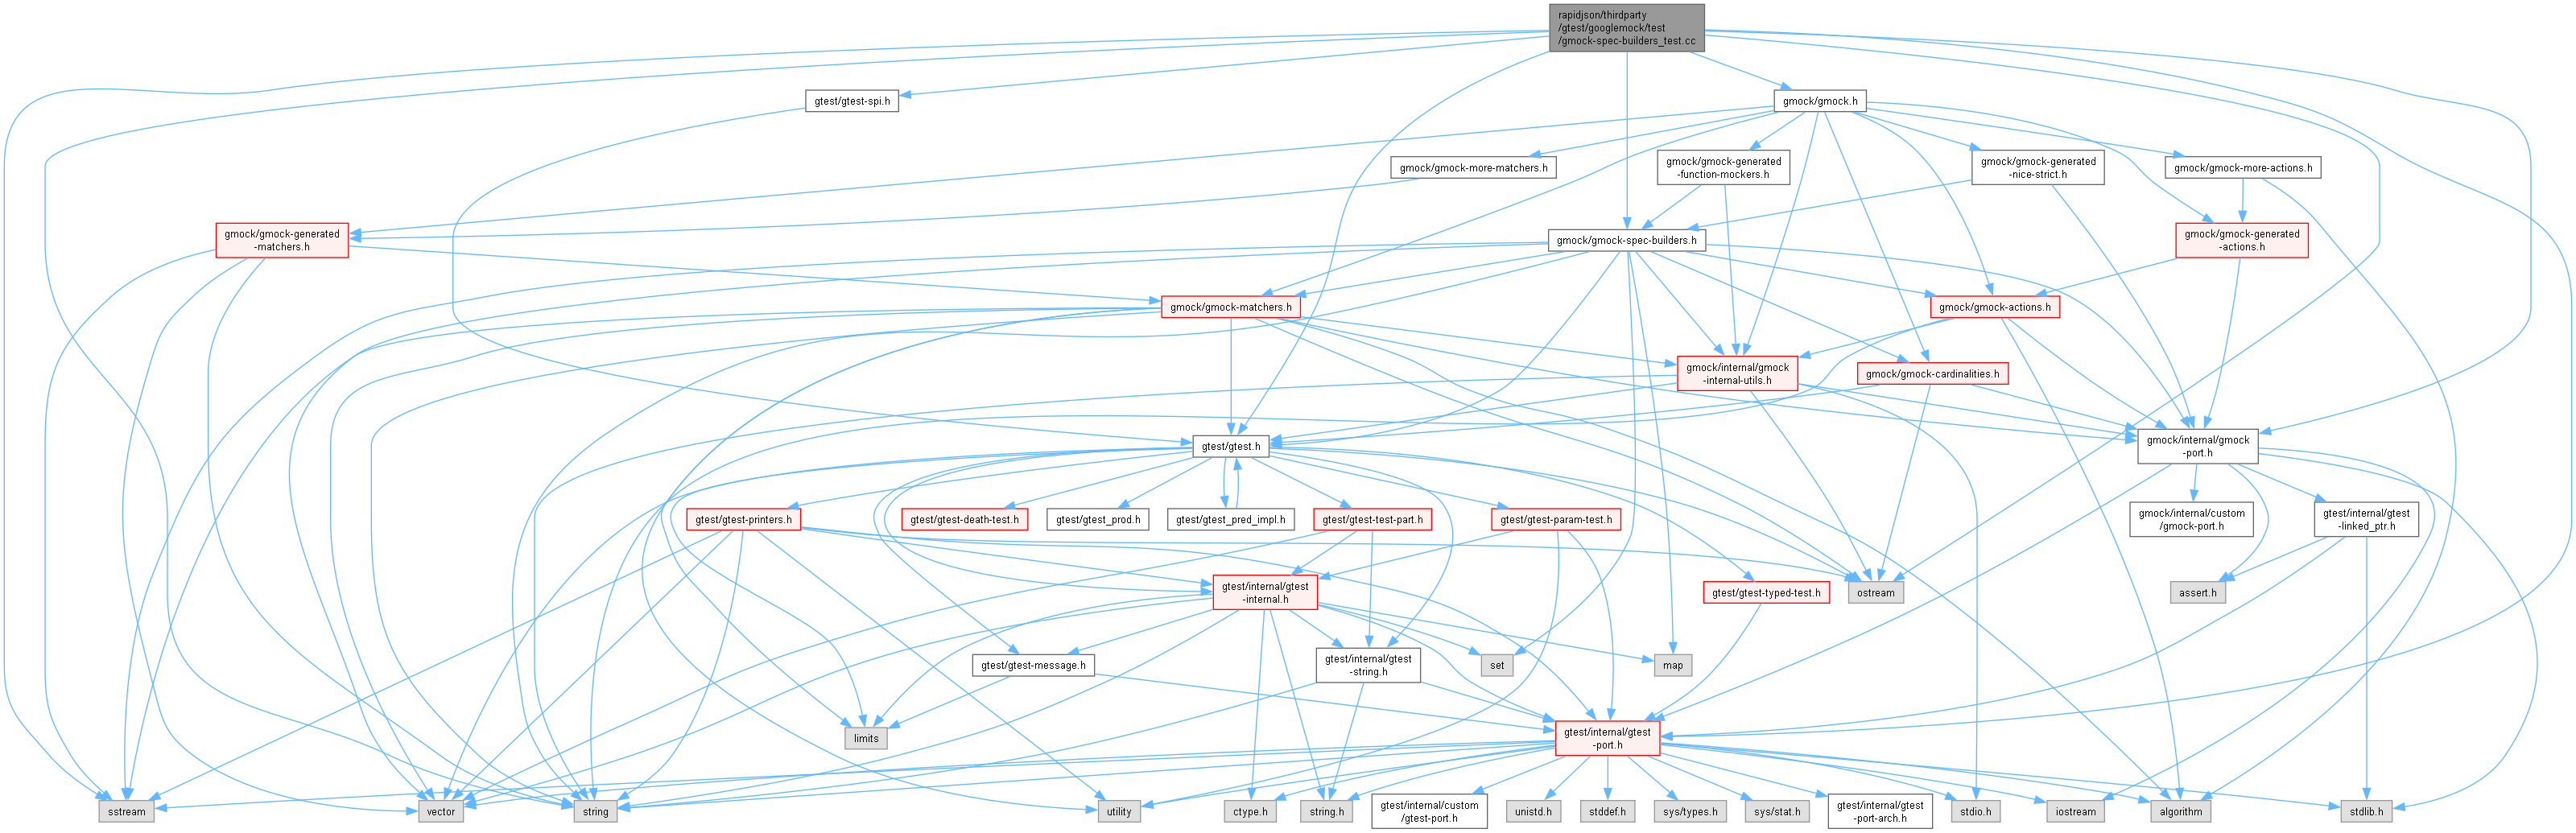 rapidjson/thirdparty
/gtest/googlemock/test
/gmock-spec-builders_test.cc
gtest/gtest-spi.h
gmock/gmock.h
gmock/gmock-more-matchers.h
gmock/gmock-generated
-function-mockers.h
gmock/gmock-generated
-nice-strict.h
gmock/gmock-more-actions.h
gmock/gmock-generated
-matchers.h
gmock/gmock-spec-builders.h
gmock/gmock-generated
-actions.h
gmock/gmock-matchers.h
gmock/gmock-actions.h
gmock/internal/gmock
-internal-utils.h
gmock/gmock-cardinalities.h
gtest/gtest.h
gmock/internal/gmock
-port.h
gtest/gtest-printers.h
gtest/gtest-death-test.h
gtest/gtest_prod.h
gtest/gtest_pred_impl.h
gtest/gtest-test-part.h
gtest/gtest-param-test.h
gmock/internal/custom
/gmock-port.h
gtest/internal/gtest
-linked_ptr.h
gtest/internal/gtest
-internal.h
gtest/gtest-typed-test.h
ostream
assert.h
gtest/gtest-message.h
gtest/internal/gtest
-string.h
set
map
limits
gtest/internal/gtest
-port.h
sstream
vector
string
utility
ctype.h
string.h
gtest/internal/custom
/gtest-port.h
unistd.h
stddef.h
sys/types.h
sys/stat.h
gtest/internal/gtest
-port-arch.h
stdio.h
iostream
algorithm
stdlib.h